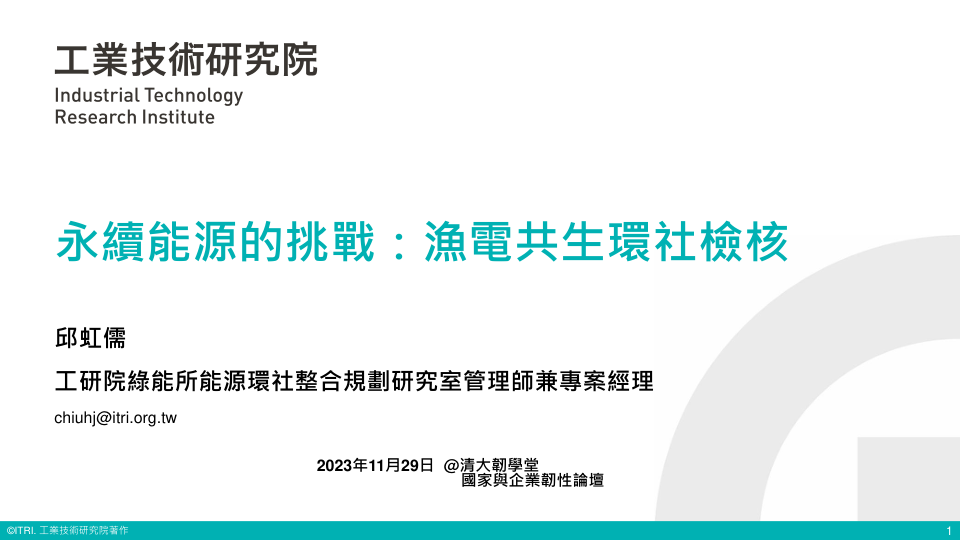 工業技術研究院
Industrial Technology
Research Institute
永續能源的挑戰：漁電共生環社檢核
邱虹儒
工研院綠能所能源環社整合規劃研究室管理師兼專案經理
chiuhj@itri.org.tw
2023年11月29日 @清大韌學堂
國家與企業韌性論壇
©ITRI. 工業技術研究院著作
1